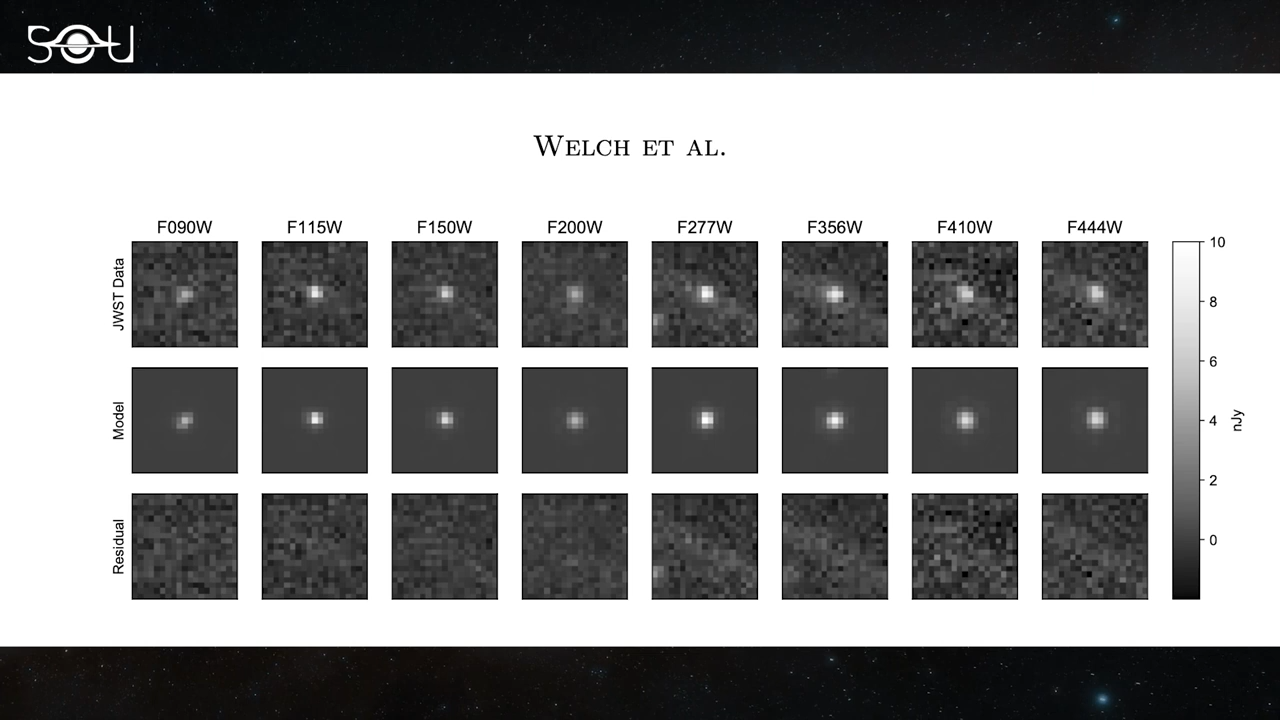 SOU
WELCH ET AL.
F090W F115W F150W F200W F277W F356W F410W F444W
JWST Data
Model
Residual
10
8
6
4
2
0
nJy